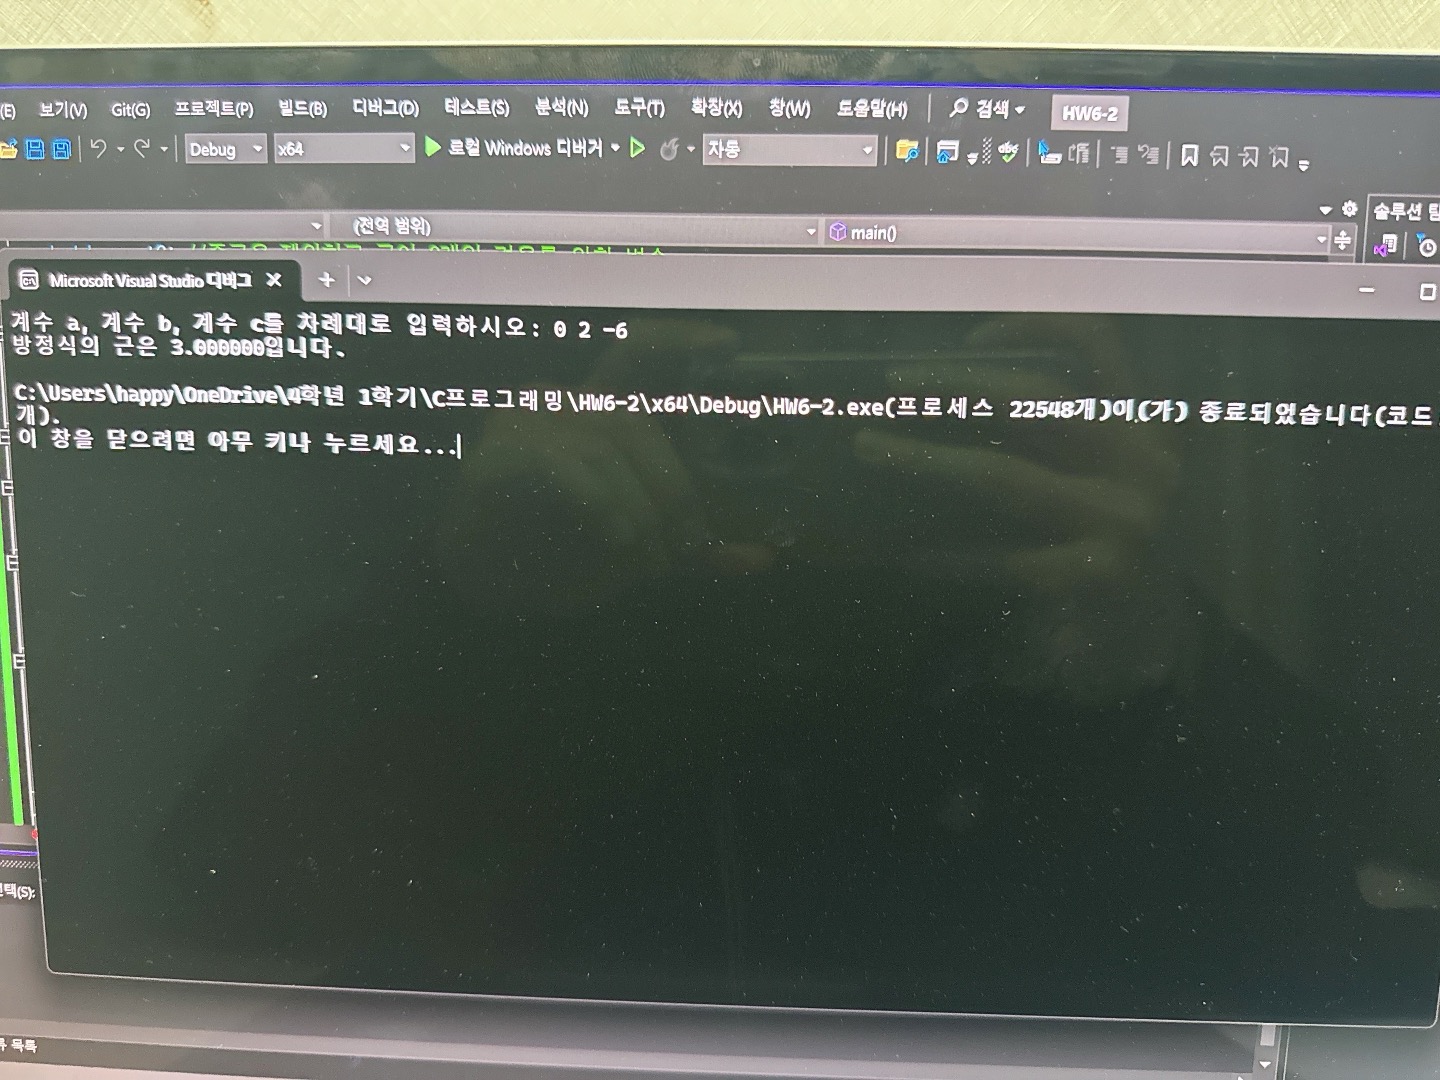 (E) 보기(V) Git(G) 프로젝트(P) 빌드(B) 디버그(D) 테스트(S) 분석(N) 도구(T) 확장(X) 창(W) 도움말(H) 검색 HW6-2
Debug x64 로컬 Windows 디버거 자동
(전역 범위) main() 솔루션
Microsoft Visual Studio 디버그
계수 a, 계수 b, 계수 c를 차례대로 입력하시오: 0 2 -6
방정식의 근은 3.000000입니다.
C:\Users\happy\OneDrive\4학년 1학기\C프로그래밍\HW6-2\x64\Debug\HW6-2.exe(프로세스 22548개)이(가) 종료되었습니다(코드
개).
이 창을 닫으려면 아무 키나 누르세요...
(S):
목록